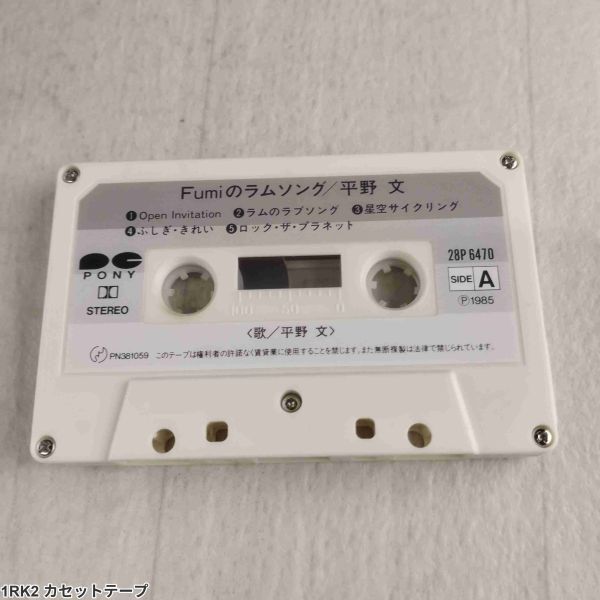 Fumiのラムソング/平野 文
❶Open Invitation ❷ラムのラブソング ❸星空サイクリング
❹ふしぎ・きれい ❺ロック・ザ・プラネット
PONY
STEREO
28P6470
SIDE A
Ⓟ1985
100 50 0
〈歌/平野 文〉
PN381059 このテープは権利者の許諾なく賃貸業に使用することを禁じます。また無断複製は法律で禁じられています。
1RK2 カセットテープ